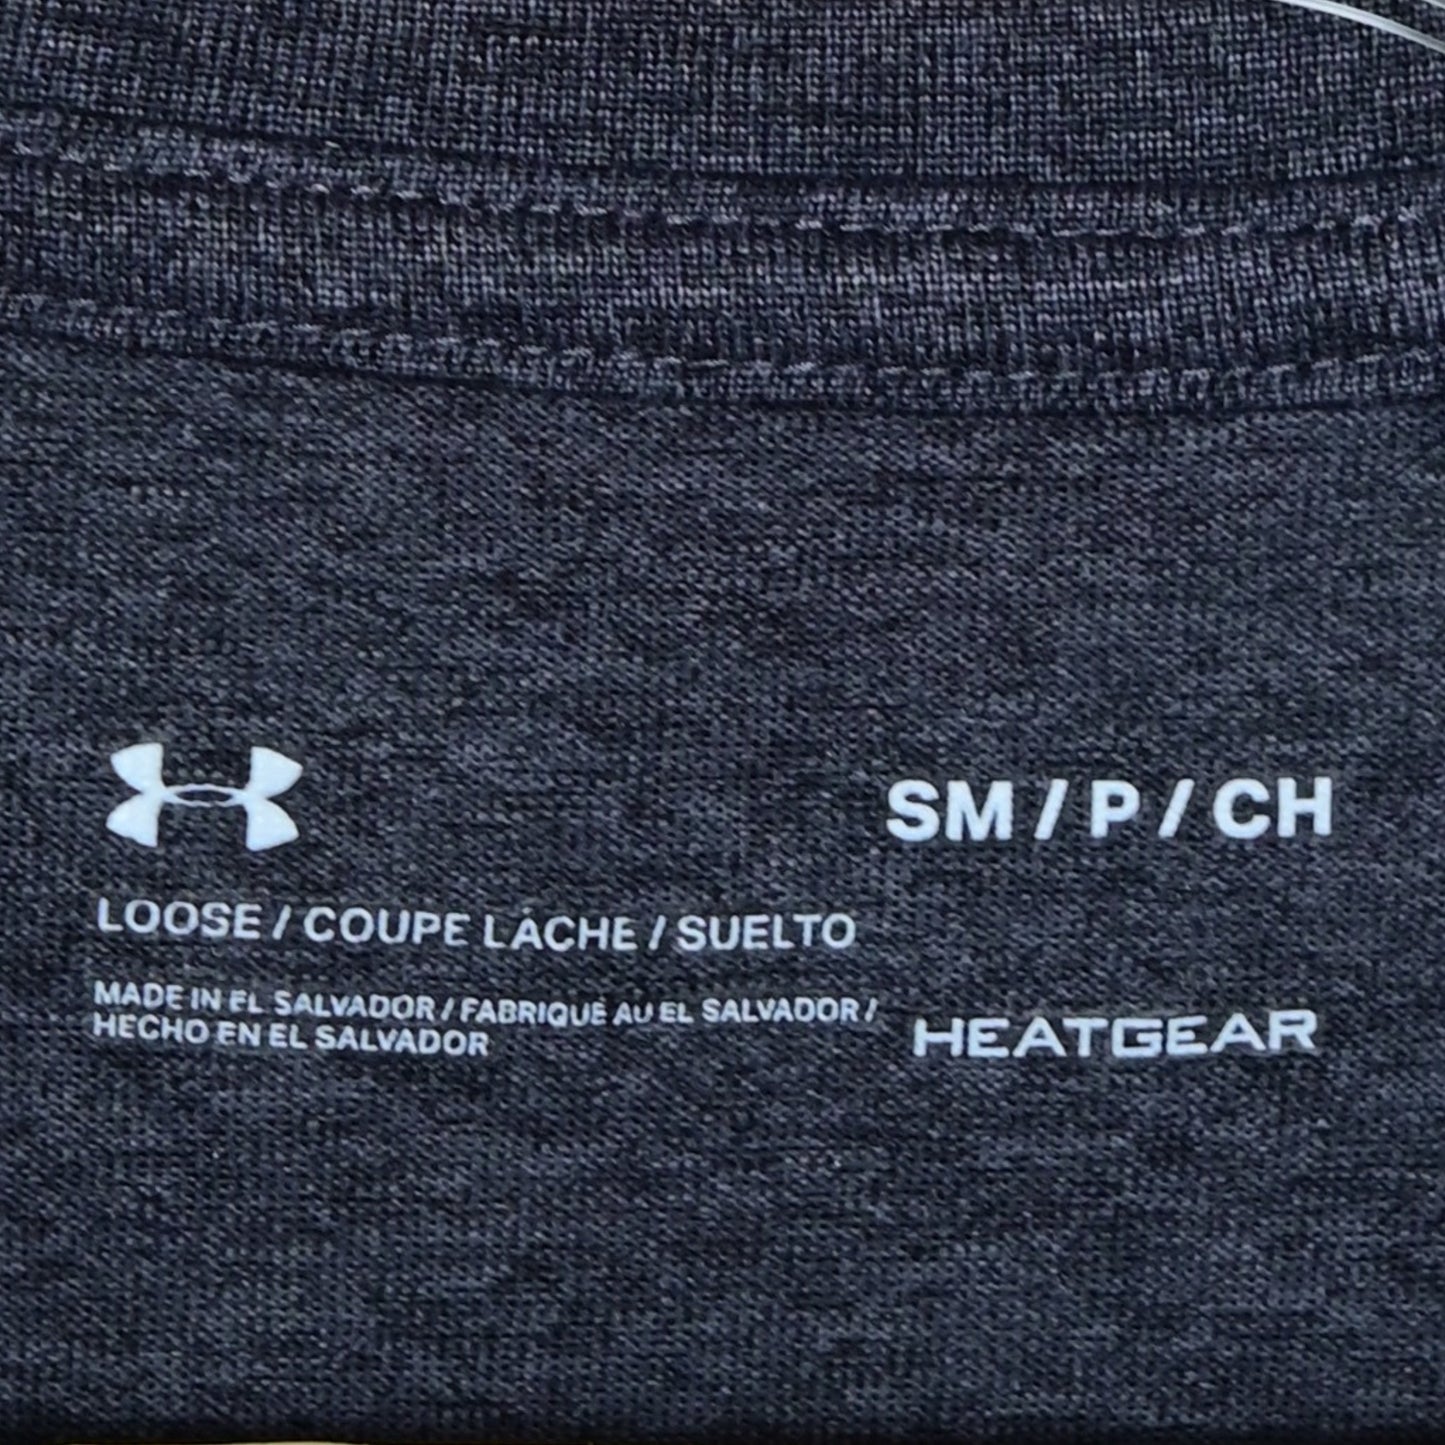 SM / P / CH
LOOSE / COUPE LÂCHE / SUELTO
MADE IN EL SALVADOR / FABRIQUÉ AU EL SALVADOR /
HECHO EN EL SALVADOR
HEATGEAR